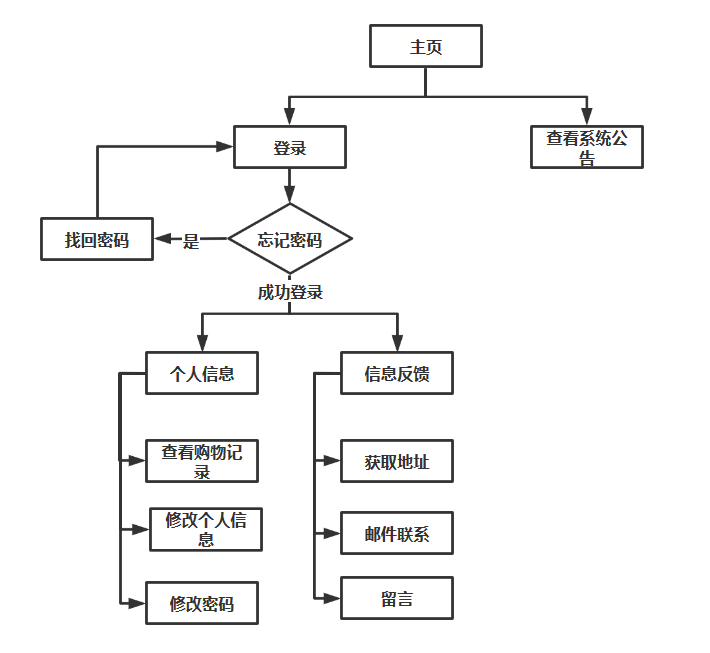 主页
登录
查看系统公
告
找回密码
是
忘记密码
成功登录
个人信息
信息反馈
查看购物记
录
获取地址
修改个人信
息
邮件联系
修改密码
留言